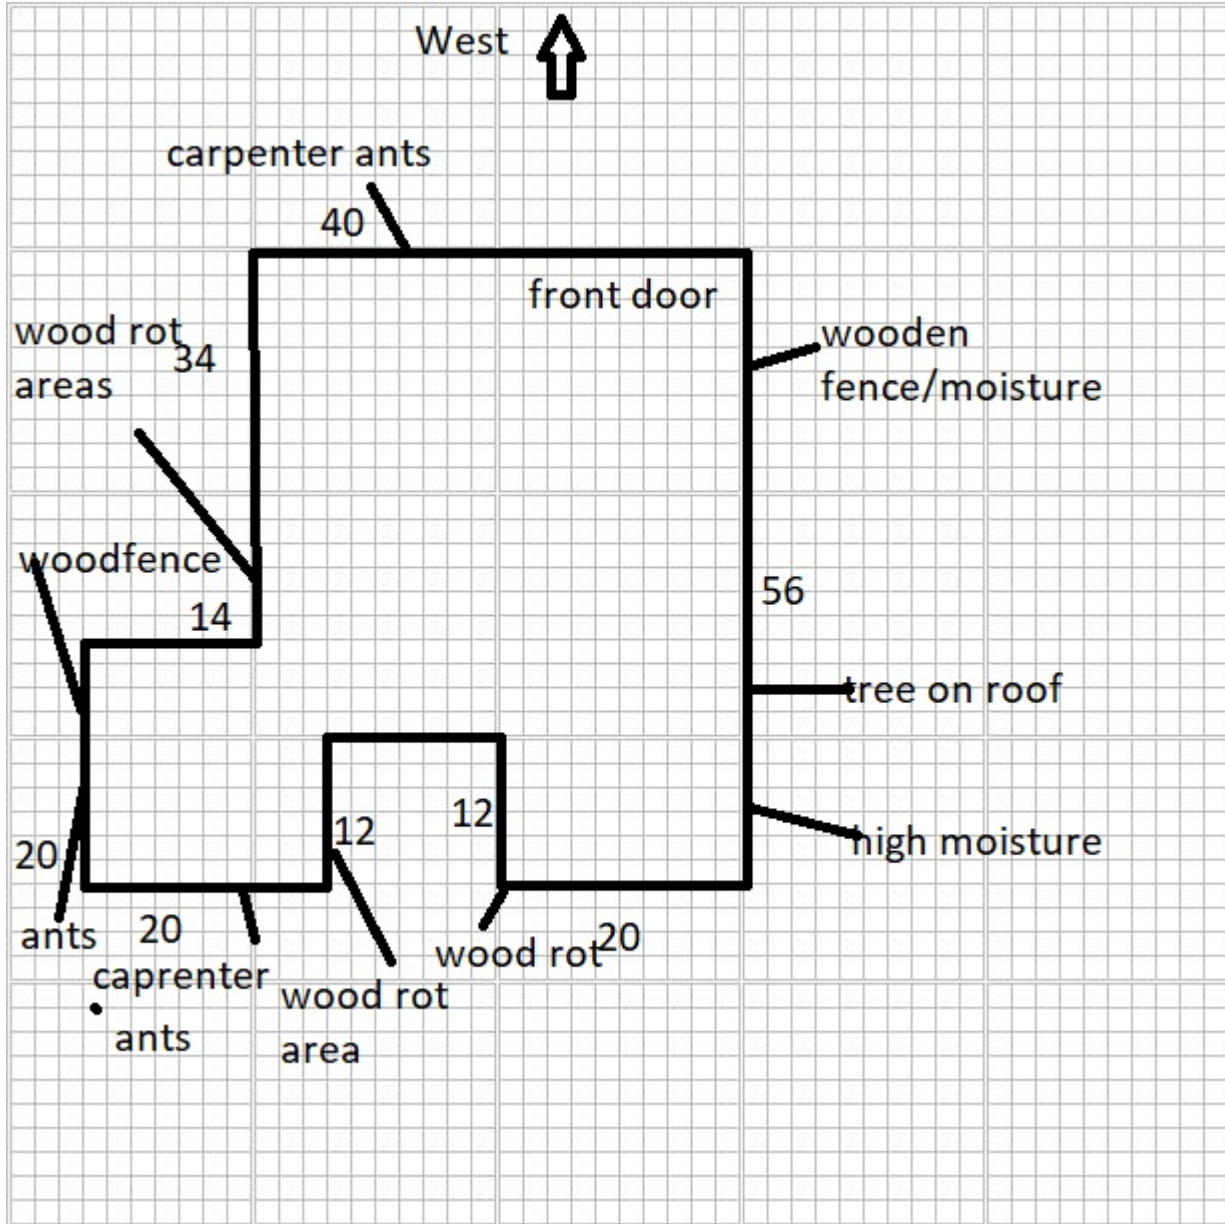 West
carpenter ants
40
front door
wood rot
34
areas
wooden
fence/moisture
woodfence
14
56
tree on roof
12
12
high moisture
20
ants
20
wood rot
20
caprenter
ants
wood rot
area